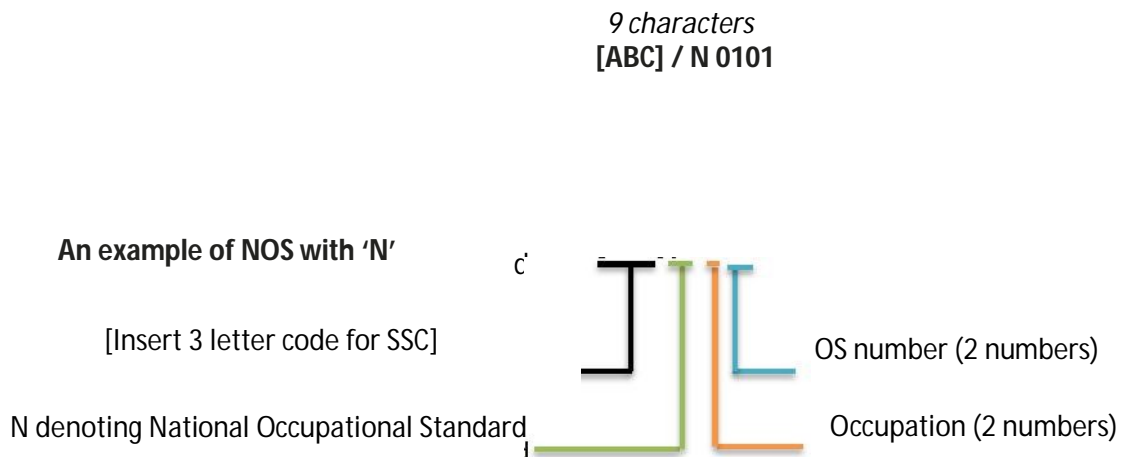 9 characters
[ABC] / N 0101
An example of NOS with ‘N’
[Insert 3 letter code for SSC]
OS number (2 numbers)
N denoting National Occupational Standard
Occupation (2 numbers)